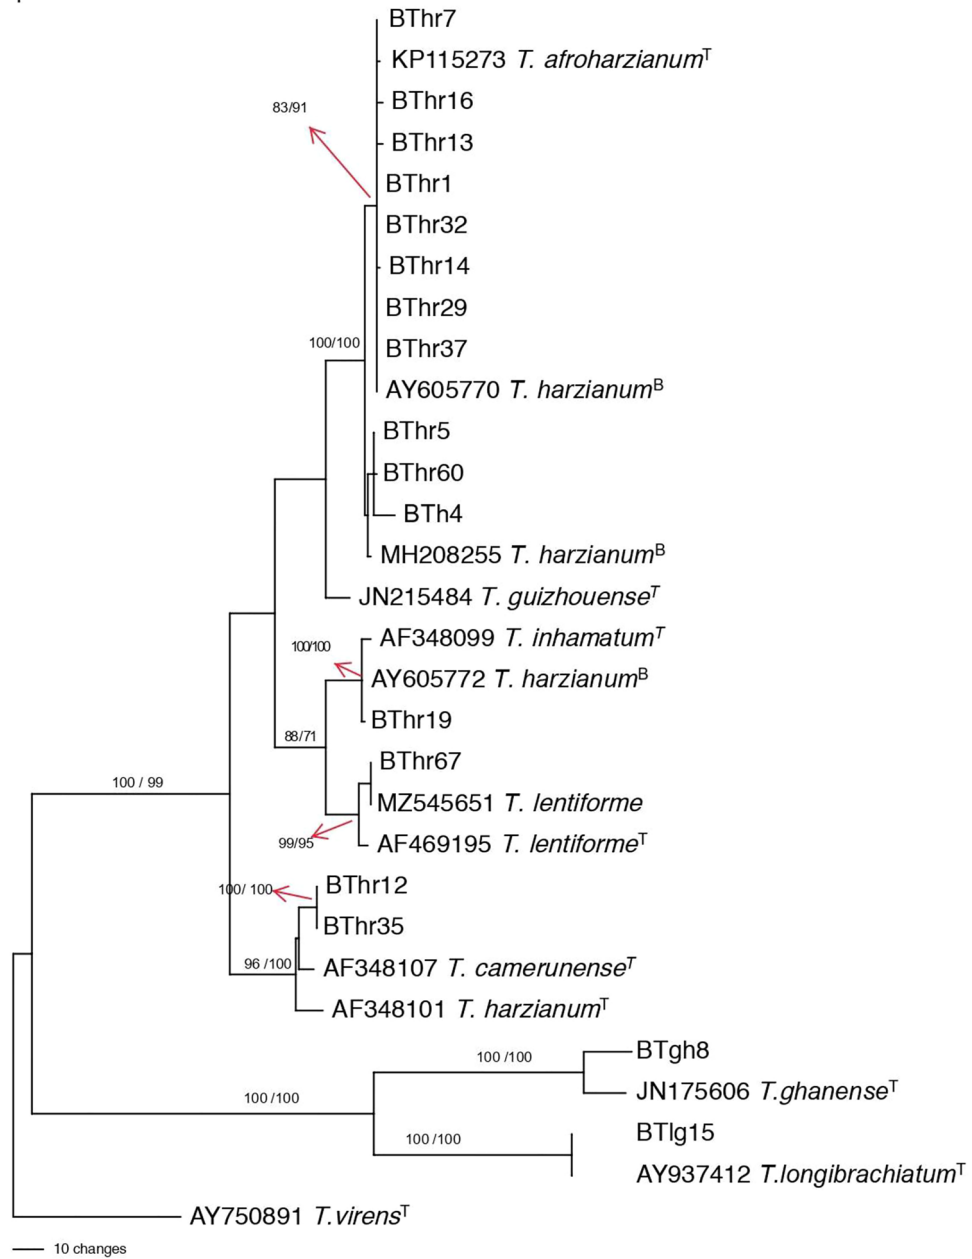 BThr7
KP115273 T. afroharzianumT
83/91
BThr16
BThr13
BThr1
BThr32
BThr14
BThr29
100/100
BThr37
AY605770 T. harzianumB
BThr5
BThr60
BTh4
MH208255 T. harzianumB
JN215484 T. guizhouenseT
100/100
AF348099 T. inhamatumT
AY605772 T. harzianumB
BThr19
88/71
BThr67
100 / 99
MZ545651 T. lentiforme
99/95
AF469195 T. lentiformeT
100/ 100
BThr12
BThr35
96 /100
AF348107 T. camerunenseT
AF348101 T. harzianumT
100 /100
BTgh8
JN175606 T.ghanenseT
100 /100
BTlg15
100 /100
AY937412 T.longibrachiatumT
AY750891 T.virensT
10 changes